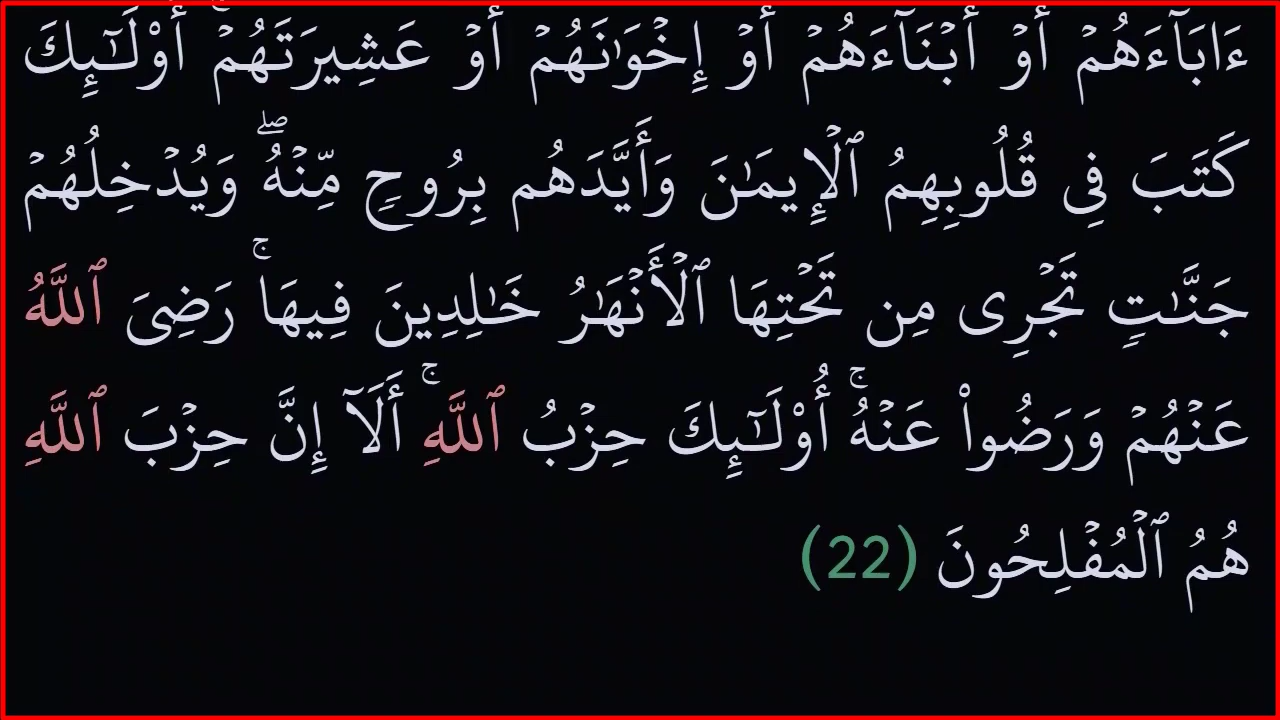 ءَابَآءَهُمۡ أَوۡ أَبۡنَآءَهُمۡ أَوۡ إِخۡوَٰنَهُمۡ أَوۡ عَشِيرَتَهُمۡۚ أُوْلَـٰٓئِكَ
كَتَبَ فِى قُلُوبِهِمُ ٱلۡإِيمَـٰنَ وَأَيَّدَهُم بِرُوحٍ مِّنۡهُۖ وَيُدۡخِلُهُمۡ
جَنَّـٰتٍ تَجۡرِى مِن تَحۡتِهَا ٱلۡأَنۡهَـٰرُ خَـٰلِدِينَ فِيهَاۚ رَضِىَ ٱللَّهُ
عَنۡهُمۡ وَرَضُواْ عَنۡهُۚ أُوْلَـٰٓئِكَ حِزۡبُ ٱللَّهِۚ أَلَآ إِنَّ حِزۡبَ ٱللَّهِ
هُمُ ٱلۡمُفۡلِحُونَ (22)